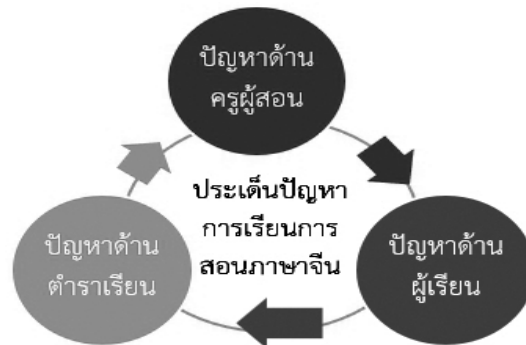 ปัญหาด้าน
ครูผู้สอน
ประเด็นปัญหา
การเรียนการ
สอนภาษาจีน
ปัญหาด้าน
ตำราเรียน
ปัญหาด้าน
ผู้เรียน